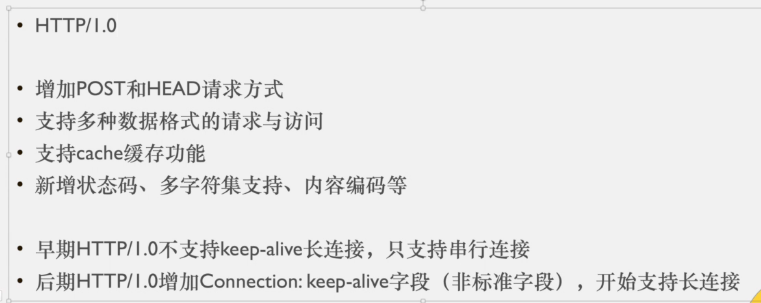 • HTTP/1.0
• 增加POST和HEAD请求方式
• 支持多种数据格式的请求与访问
• 支持cache缓存功能
• 新增状态码、多字符集支持、内容编码等
• 早期HTTP/1.0不支持keep-alive长连接，只支持串行连接
• 后期HTTP/1.0增加Connection: keep-alive字段（非标准字段），开始支持长连接